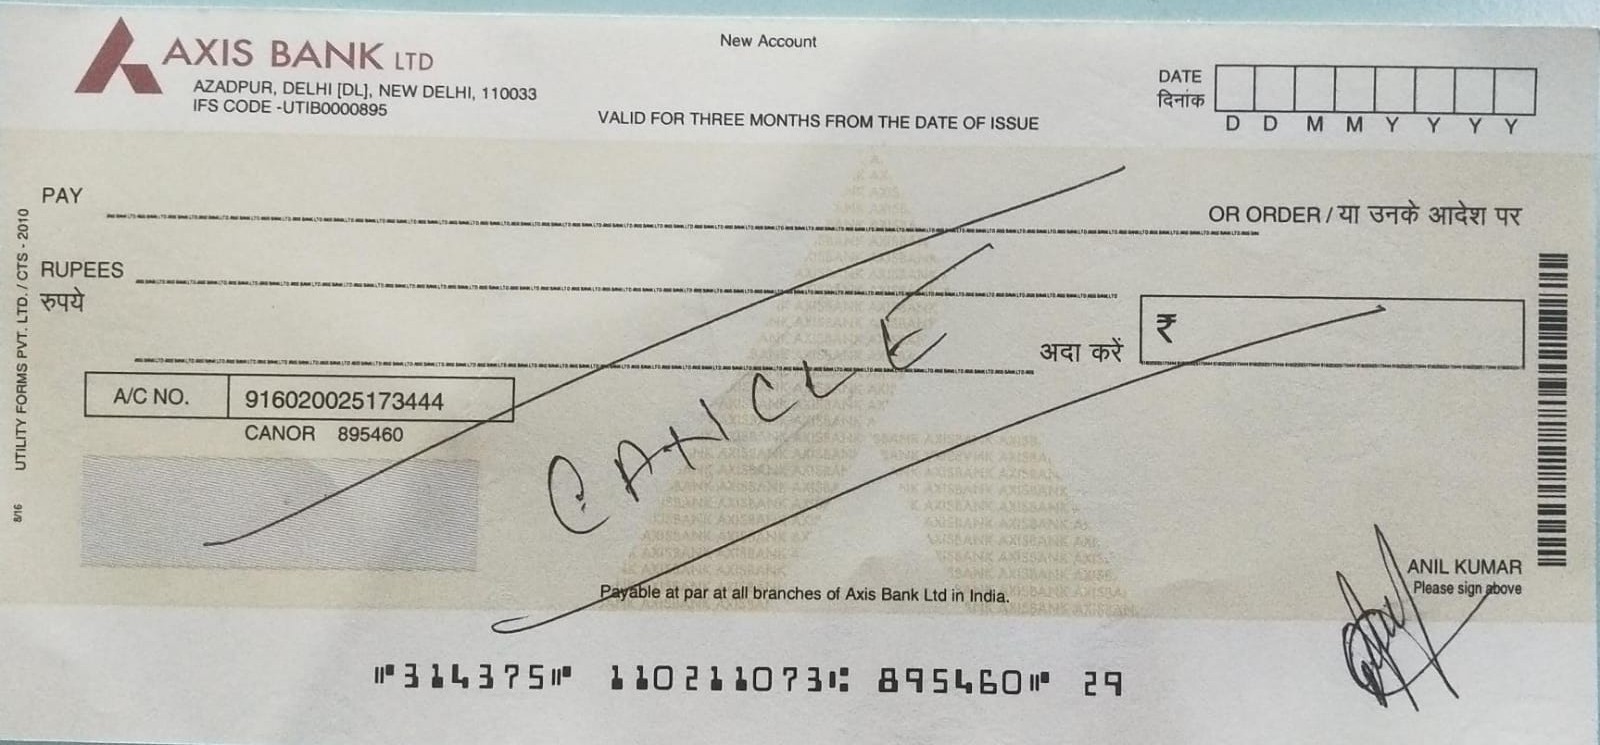 AXIS BANK LTD
AZADPUR, DELHI [DL], NEW DELHI, 110033
IFS CODE -UTIB0000895
New Account
VALID FOR THREE MONTHS FROM THE DATE OF ISSUE
DATE
दिनांक
D D M M Y Y Y Y
PAY
OR ORDER / या उनके आदेश पर
RUPEES
रुपये
अदा करें
₹
A/C NO. 916020025173444
CANOR 895460
CANCLE
UTILITY FORMS PVT. LTD. / CTS - 2010
8/16
Payable at par at all branches of Axis Bank Ltd in India.
ANIL KUMAR
Please sign above
⑈314375⑈ 110211073⑆ 895460⑈ 29